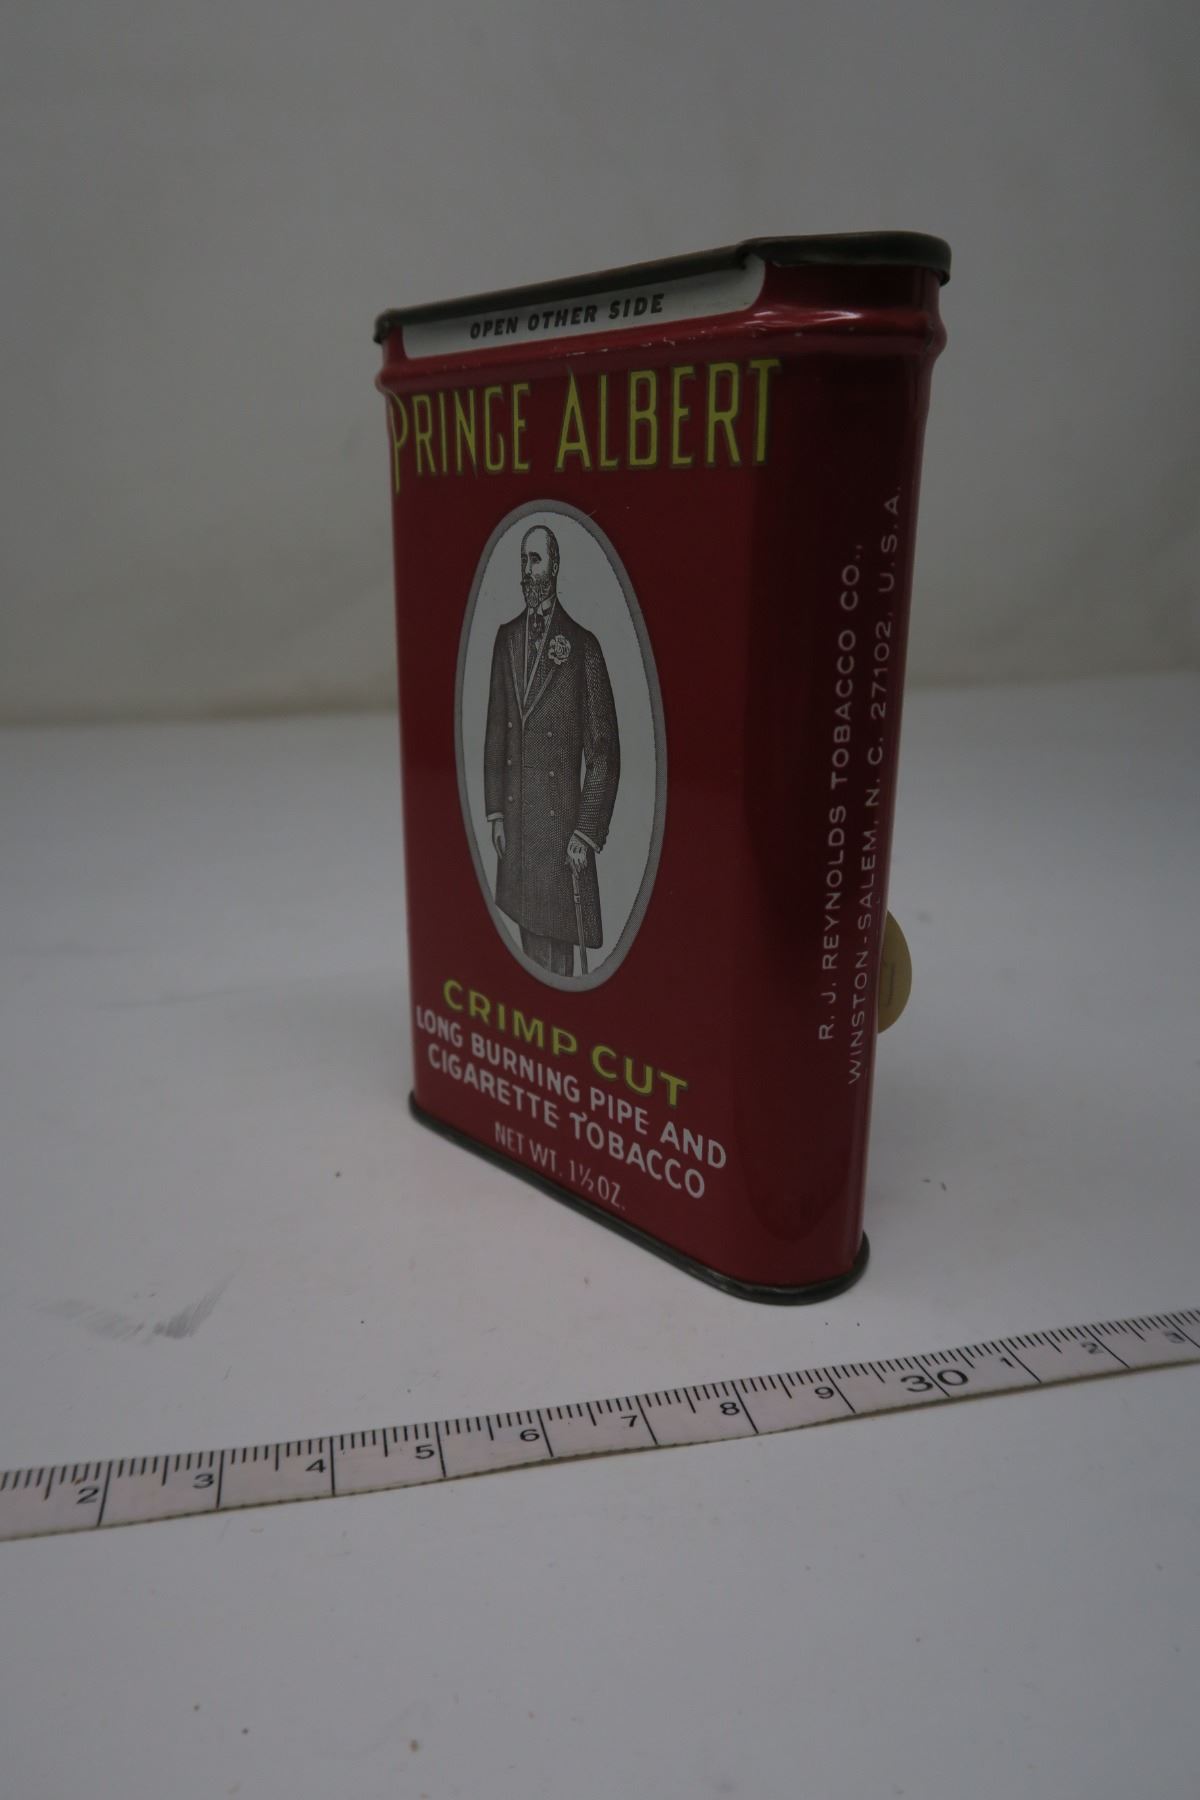 OPEN OTHER SIDE
PRINCE ALBERT
CRIMP CUT
LONG BURNING PIPE AND
CIGARETTE TOBACCO
NET WT. 1½ OZ.
R. J. REYNOLDS TOBACCO CO.,
WINSTON-SALEM, N. C. 27102, U. S. A.
2 3 4 5 6 7 8 9 30 1 2 3